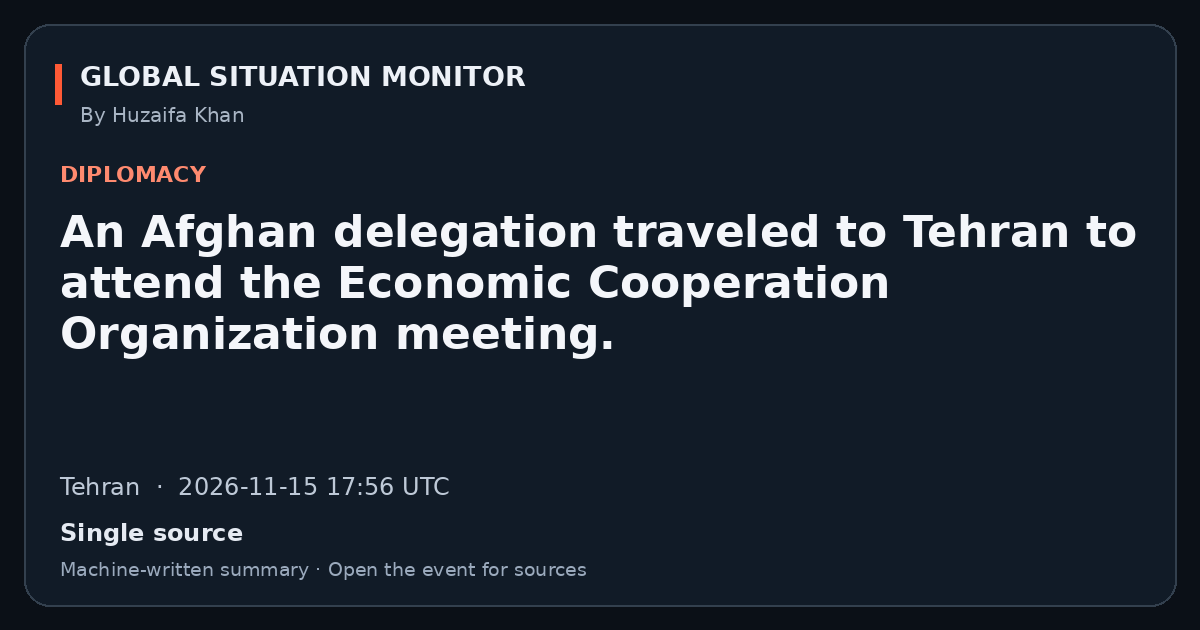 GLOBAL SITUATION MONITOR
By Huzaifa Khan
DIPLOMACY
An Afghan delegation traveled to Tehran to
attend the Economic Cooperation
Organization meeting.
Tehran · 2026-11-15 17:56 UTC
Single source
Machine-written summary · Open the event for sources